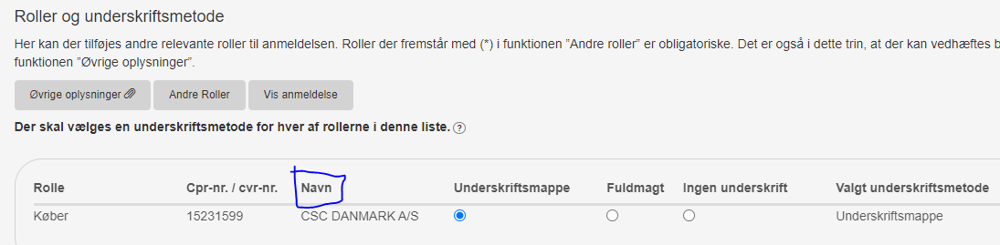 Roller og underskriftsmetode
Her kan der tilføjes andre relevante roller til anmeldelsen. Roller der fremstår med (*) i funktionen "Andre roller" er obligatoriske. Det er også i dette trin, at der kan vedhæftes
funktionen "Øvrige oplysninger".
Øvrige oplysninger Andre Roller Vis anmeldelse
Der skal vælges en underskriftsmetode for hver af rollerne i denne liste. ?
Rolle Cpr-nr. / cvr-nr. Navn Underskriftsmappe Fuldmagt Ingen underskrift Valgt underskriftsmetode
Køber 15231599 CSC DANMARK A/S Underskriftsmappe